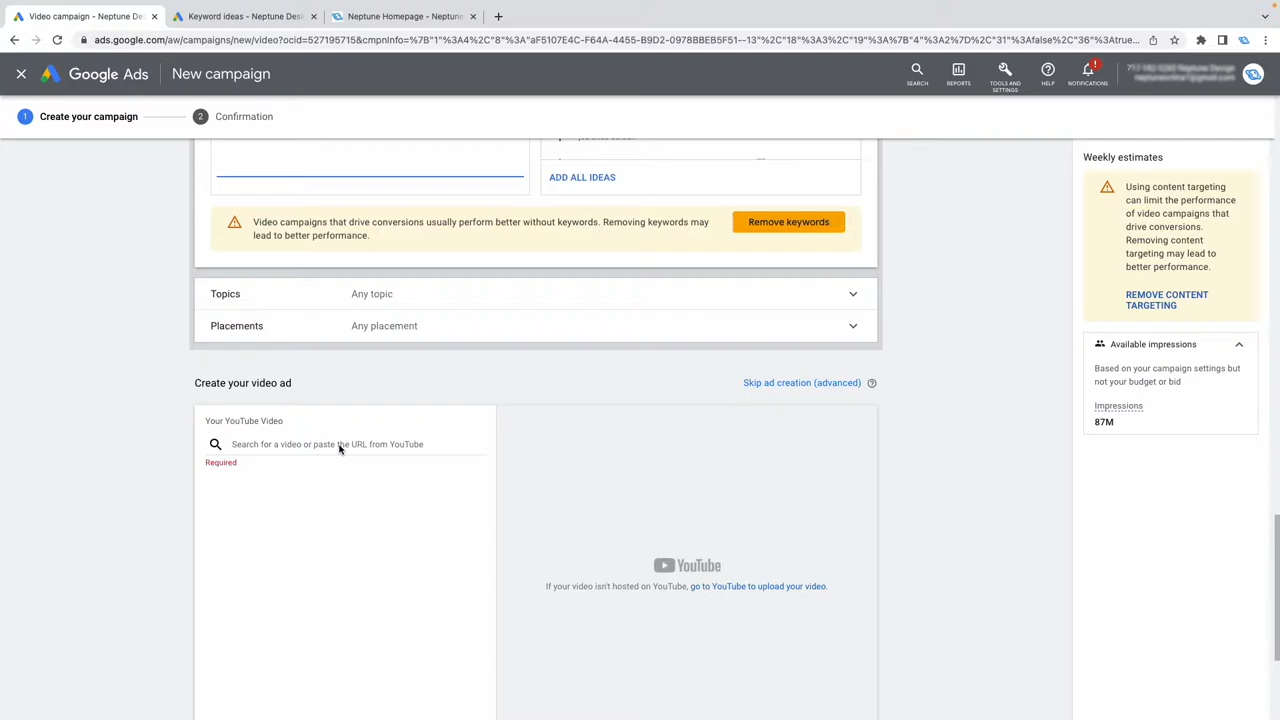 Video campaign - Neptune De
Keyword ideas - Neptune Desi
Neptune Homepage - Neptune
ads.google.com/aw/campaigns/new/video?ocid=527195715&cmpnInfo=%7B"1"%3A4%2C"8"%3A"aF5107E4C-F64A-4455-B9D2-0978BBEB5F51--13"%2C"18"%3A3%2C"19"%3A%7B"4"%3A2%7D%2C"31"%3Afalse%2C"36"%3Atrue...
Google Ads
New campaign
SEARCH
REPORTS
TOOLS AND
SETTINGS
HELP
!
NOTIFICATIONS
1
Create your campaign
2
Confirmation
ADD ALL IDEAS
Video campaigns that drive conversions usually perform better without keywords. Removing keywords may
lead to better performance.
Remove keywords
Topics
Any topic
Placements
Any placement
Create your video ad
Skip ad creation (advanced)
Your YouTube Video
Search for a video or paste the URL from YouTube
Required
YouTube
If your video isn't hosted on YouTube, go to YouTube to upload your video.
Weekly estimates
Using content targeting
can limit the performance
of video campaigns that
drive conversions.
Removing content
targeting may lead to
better performance.
REMOVE CONTENT
TARGETING
Available impressions
Based on your campaign settings but
not your budget or bid
Impressions
87M